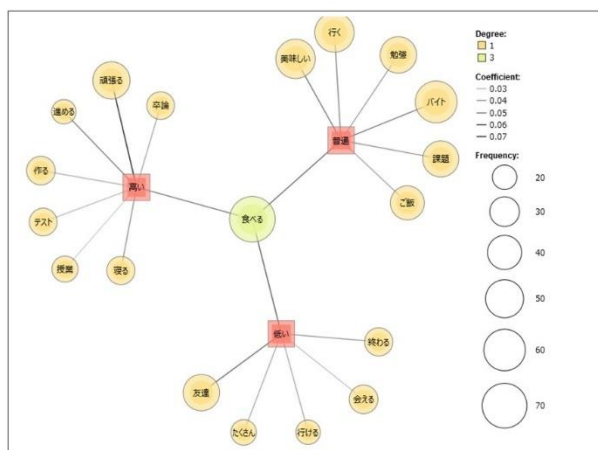 行く
美味しい
勉強
頑張る
卒論
進める
バイト
普通
課題
作る
高い
ご飯
テスト
食べる
授業
寝る
低い
終わる
友達
会える
たくさん
行ける
Degree:
1
3
Coefficient:
0.03
0.04
0.05
0.06
0.07
Frequency:
20
30
40
50
60
70